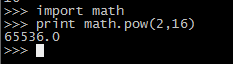 >>> import math
>>> print math.pow(2,16)
65536.0
>>>